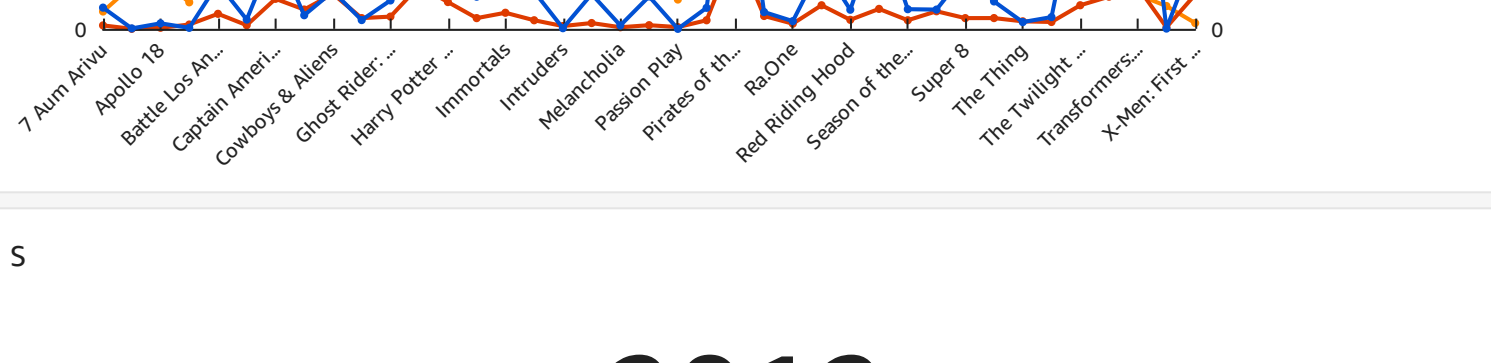 0
0
7 Aum Arivu
Apollo 18
Battle Los An...
Captain Ameri...
Cowboys & Aliens
Ghost Rider: ...
Harry Potter ...
Immortals
Intruders
Melancholia
Passion Play
Pirates of th...
Ra.One
Red Riding Hood
Season of the...
Super 8
The Thing
The Twilight ...
Transformers...
X-Men: First ...
S